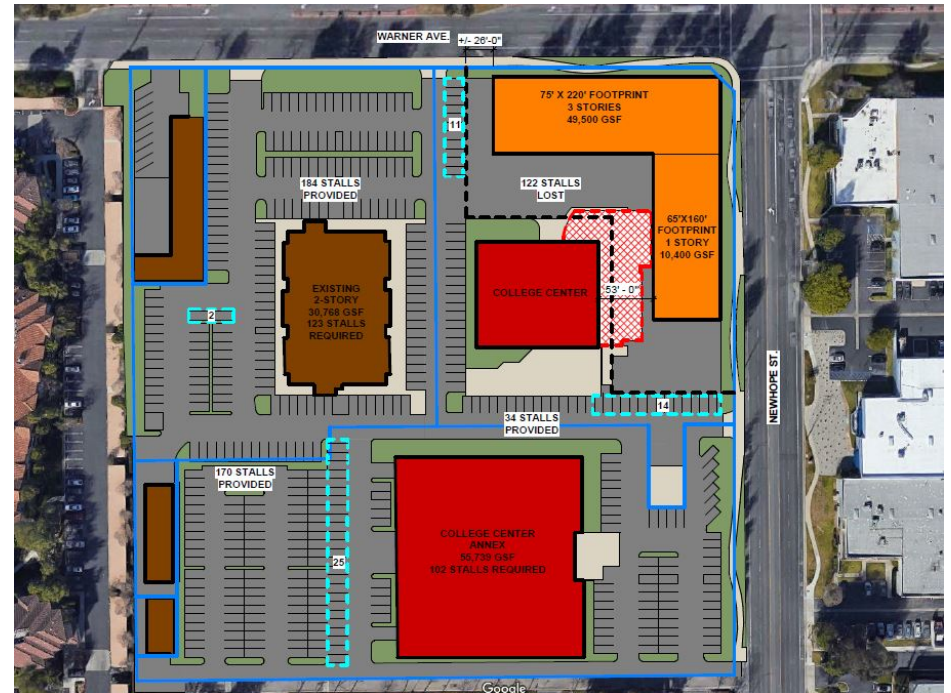 WARNER AVE.
+/- 26'-0"
75' X 220' FOOTPRINT
3 STORIES
49,500 GSF
11
184 STALLS
PROVIDED
122 STALLS
LOST
65'X160'
FOOTPRINT
1 STORY
10,400 GSF
EXISTING
2-STORY
30,768 GSF
123 STALLS
REQUIRED
COLLEGE CENTER
53' - 0"
2
NEWHOPE ST.
14
34 STALLS
PROVIDED
170 STALLS
PROVIDED
COLLEGE CENTER
ANNEX
55,739 GSF
102 STALLS REQUIRED
25
Google